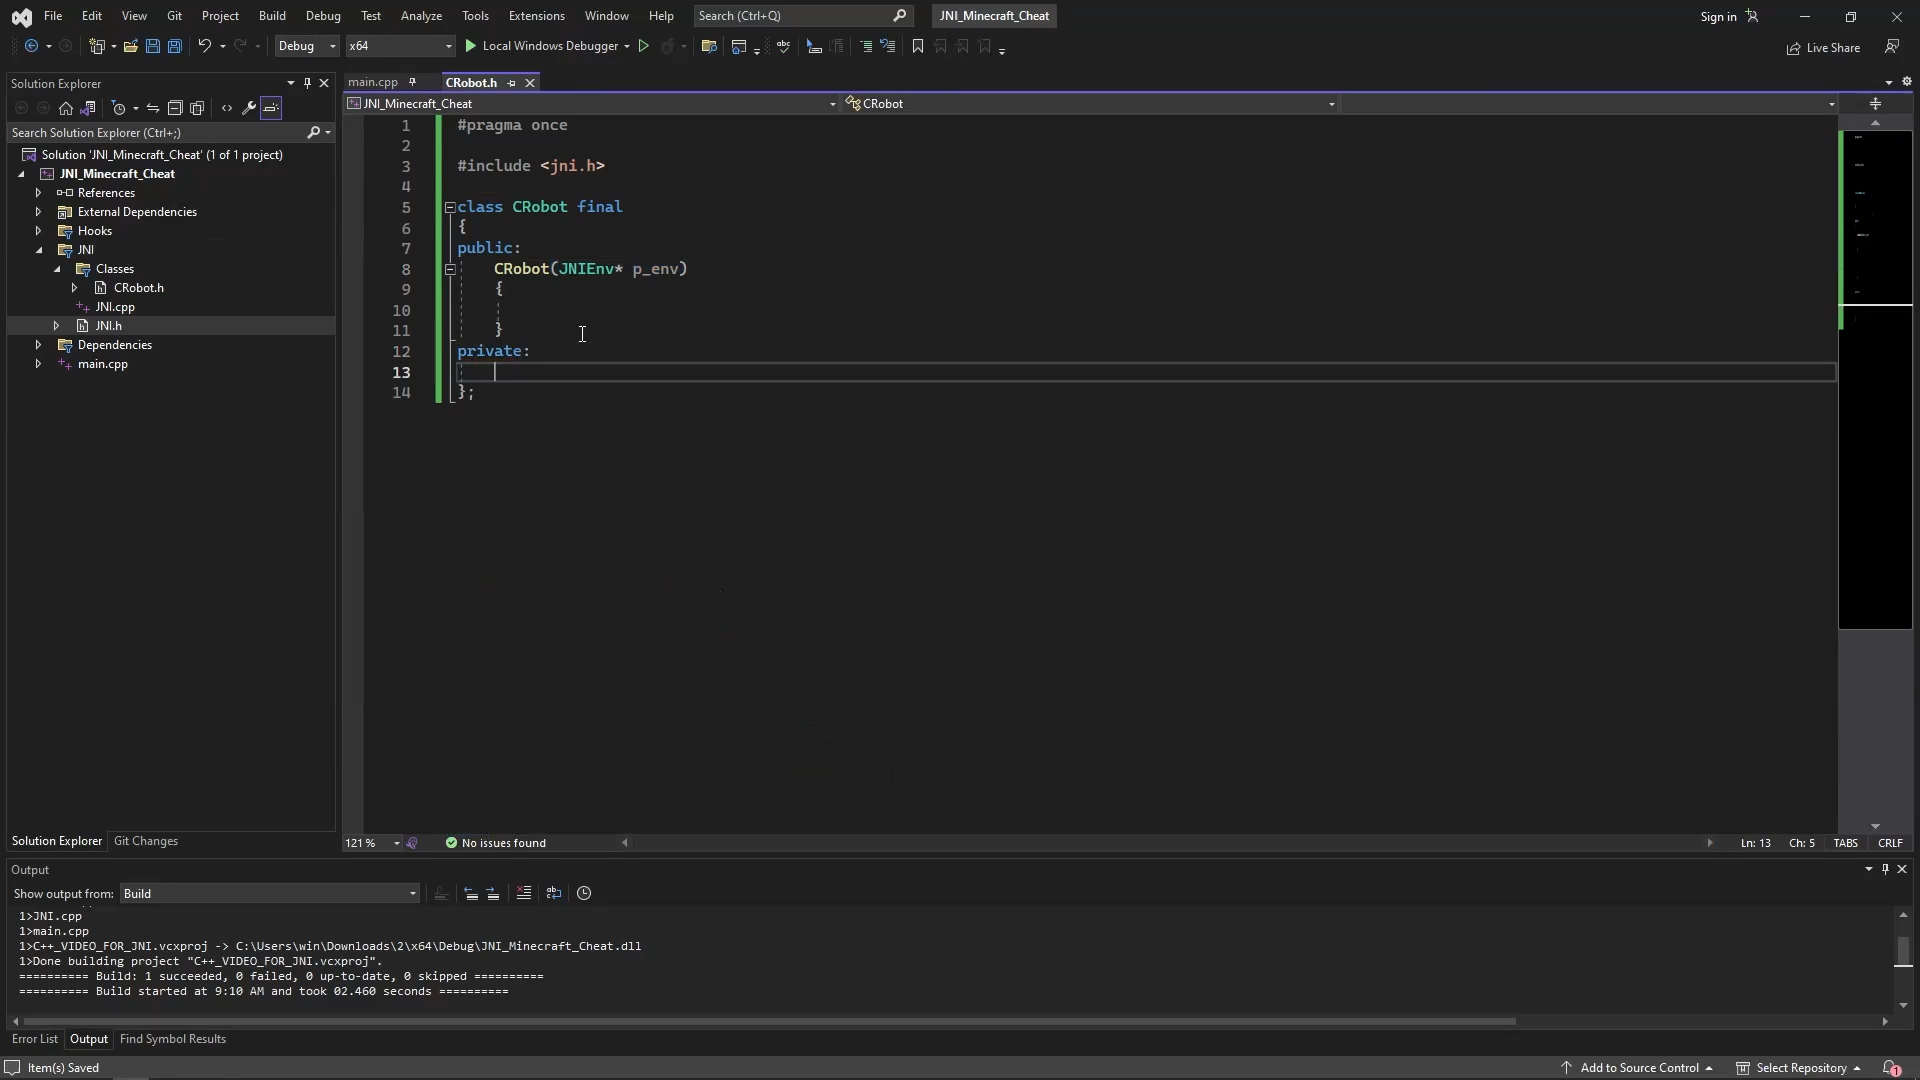 File Edit View Git Project Build Debug Test Analyze Tools Extensions Window Help Search (Ctrl+Q) JNI_Minecraft_Cheat Sign in
Debug x64 Local Windows Debugger Live Share
Solution Explorer
Search Solution Explorer (Ctrl+;)
Solution 'JNI_Minecraft_Cheat' (1 of 1 project)
JNI_Minecraft_Cheat
References
External Dependencies
Hooks
JNI
Classes
CRobot.h
JNI.cpp
JNI.h
Dependencies
main.cpp
Solution Explorer Git Changes
main.cpp CRobot.h
JNI_Minecraft_Cheat CRobot
1 #pragma once
2
3 #include <jni.h>
4
5 class CRobot final
6 {
7 public:
8 CRobot(JNIEnv* p_env)
9 {
10
11 }
12 private:
13
14 };
121 % No issues found Ln: 13 Ch: 5 TABS CRLF
Output
Show output from: Build
1>JNI.cpp
1>main.cpp
1>C++_VIDEO_FOR_JNI.vcxproj -> C:\Users\win\Downloads\2\x64\Debug\JNI_Minecraft_Cheat.dll
1>Done building project "C++_VIDEO_FOR_JNI.vcxproj".
========== Build: 1 succeeded, 0 failed, 0 up-to-date, 0 skipped ==========
========== Build started at 9:10 AM and took 02.460 seconds ==========
Error List Output Find Symbol Results
Item(s) Saved Add to Source Control Select Repository 1